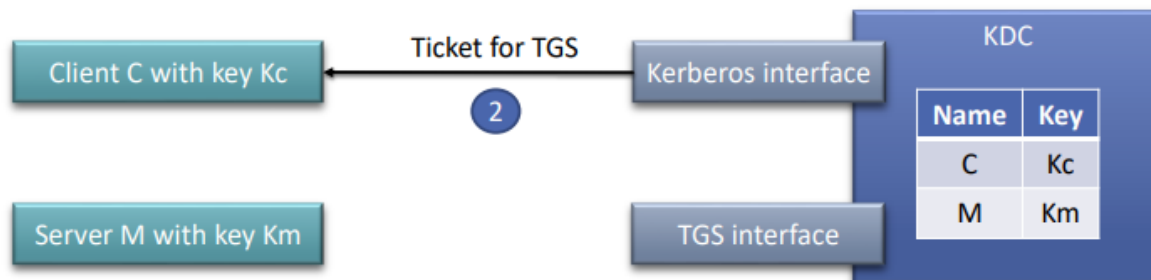 KDC
Ticket for TGS
Client C with key Kc
Kerberos interface
2
Name Key
C Kc
M Km
Server M with key Km
TGS interface